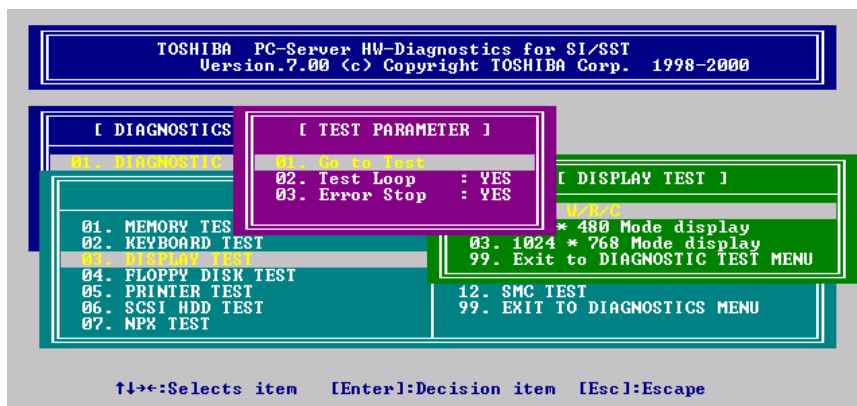 TOSHIBA PC-Server HW-Diagnostics for SI/SST
Version.7.00 (c) Copyright TOSHIBA Corp. 1998-2000
[ DIAGNOSTICS
01. DIAGNOSTIC
[ TEST PARAMETER ]
01. Go to Test
02. Test Loop : YES
03. Error Stop : YES
[ DISPLAY TEST ]
W/R/C
* 480 Mode display
03. 1024 * 768 Mode display
99. Exit to DIAGNOSTIC TEST MENU
01. MEMORY TES
02. KEYBOARD TEST
03. DISPLAY TEST
04. FLOPPY DISK TEST
05. PRINTER TEST
06. SCSI HDD TEST
07. NPX TEST
12. SMC TEST
99. EXIT TO DIAGNOSTICS MENU
↑↓→←:Selects item [Enter]:Decision item [Esc]:Escape